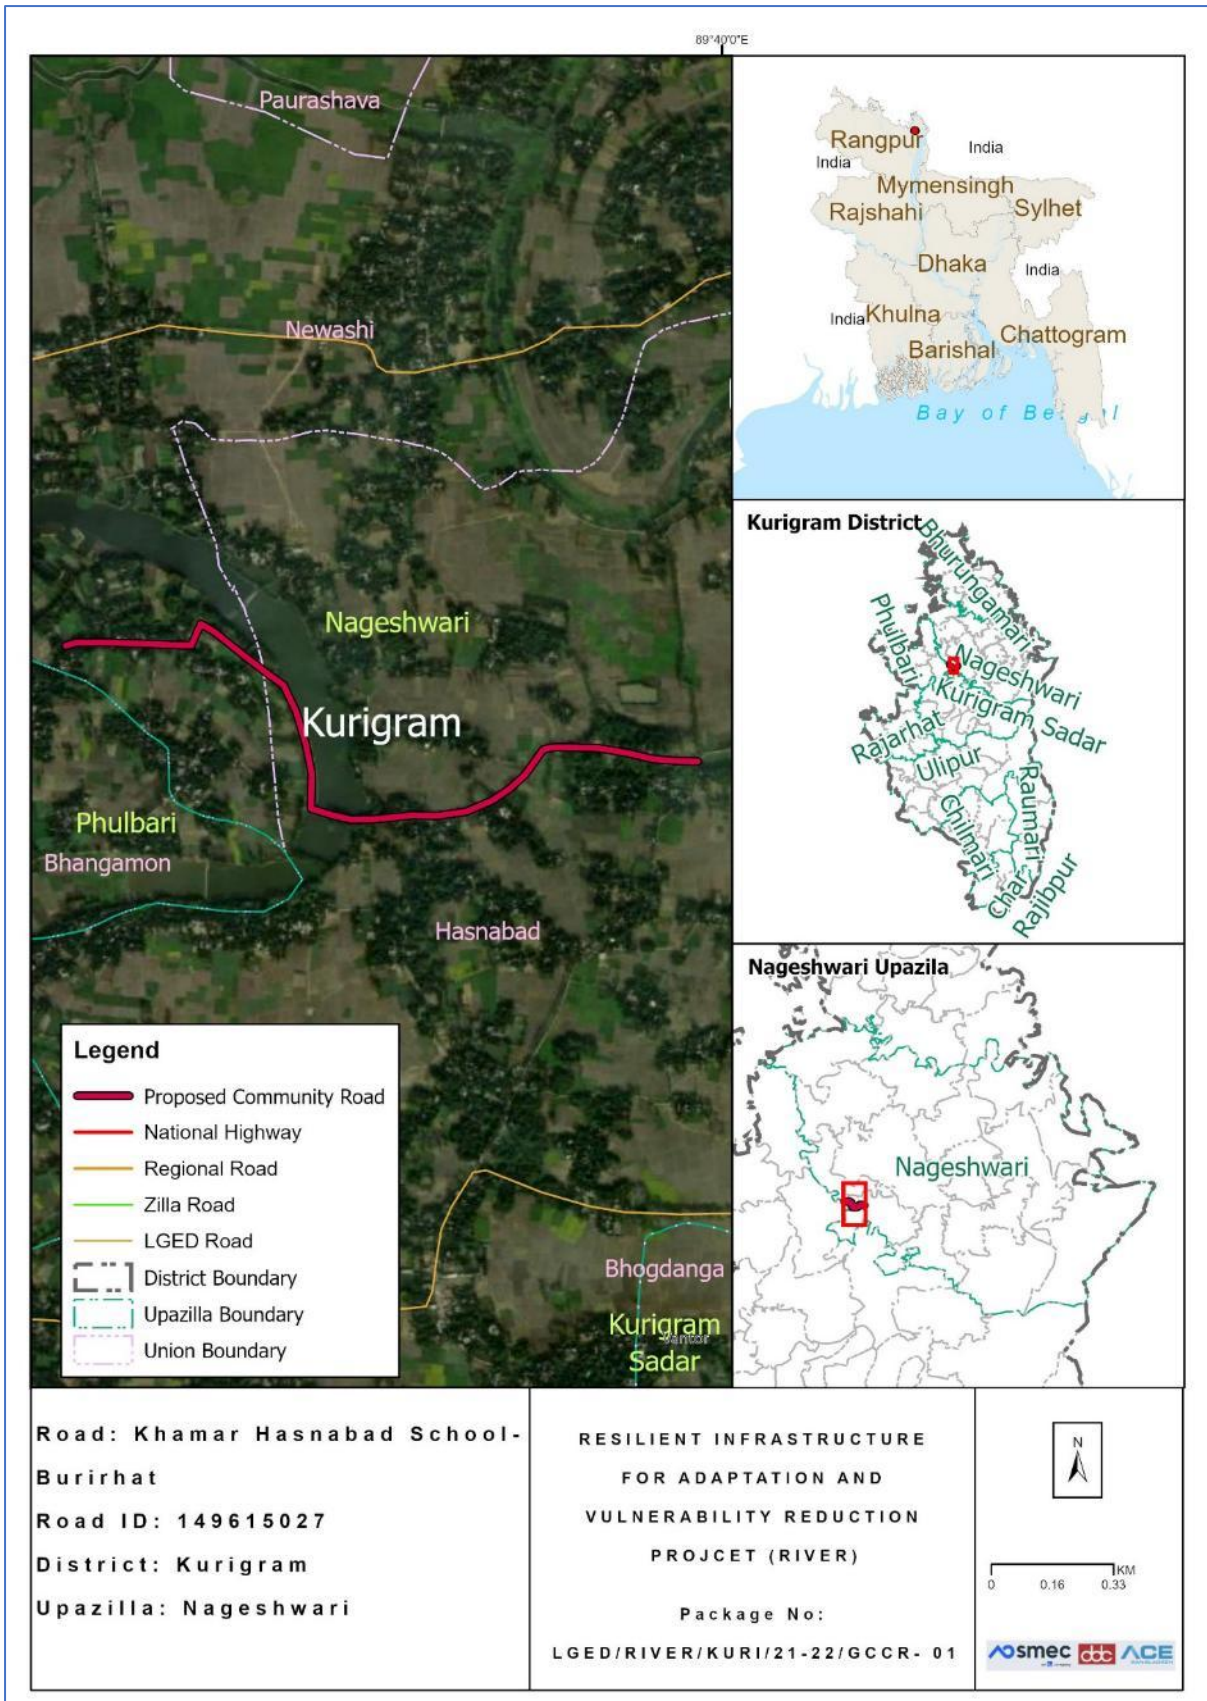 89°40'0"E
Paurashava
Newashi
Nageshwari
Kurigram
Phulbari
Bhangamon
Hasnabad
Bhogdanga
Kurigram
Sadar
Legend
Proposed Community Road
National Highway
Regional Road
Zilla Road
LGED Road
District Boundary
Upazilla Boundary
Union Boundary
Rangpur
India
India
Mymensingh
Rajshahi
Sylhet
Dhaka
India
India
Khulna
Chattogram
Barishal
Bay of
Kurigram District
Bhurungamari
Phulbari
Nageshwari
Kurigram Sadar
Rajarhat
Ulipur
Raumari
Chilmari
Char
Rajibpur
Nageshwari Upazila
Nageshwari
Road: Khamar Hasnabad School-
Burirhat
Road ID: 149615027
District: Kurigram
Upazilla: Nageshwari
RESILIENT INFRASTRUCTURE
FOR ADAPTATION AND
VULNERABILITY REDUCTION
PROJCET (RIVER)
Package No:
LGED/RIVER/KURI/21-22/GCCR- 01
N
KM
0 0.16 0.33
smec dbc ACE